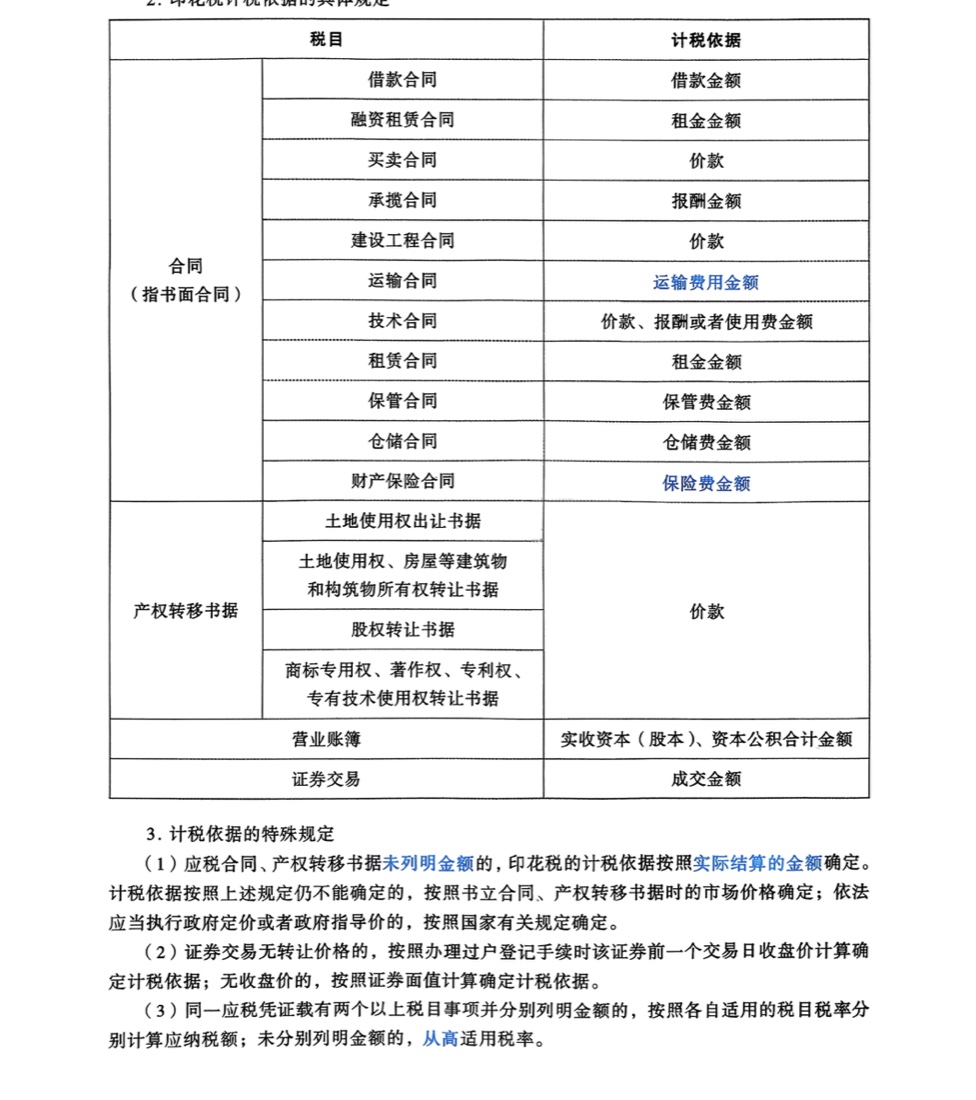 2. 印花税计税依据的具体规定
税目 计税依据
借款合同 借款金额
融资租赁合同 租金金额
买卖合同 价款
承揽合同 报酬金额
建设工程合同 价款
合同
（指书面合同）
运输合同 运输费用金额
技术合同 价款、报酬或者使用费金额
租赁合同 租金金额
保管合同 保管费金额
仓储合同 仓储费金额
财产保险合同 保险费金额
产权转移书据
土地使用权出让书据
土地使用权、房屋等建筑物
和构筑物所有权转让书据
价款
股权转让书据
商标专用权、著作权、专利权、
专有技术使用权转让书据
营业账簿 实收资本（股本）、资本公积合计金额
证券交易 成交金额
3. 计税依据的特殊规定
（1）应税合同、产权转移书据未列明金额的，印花税的计税依据按照实际结算的金额确定。
计税依据按照上述规定仍不能确定的，按照书立合同、产权转移书据时的市场价格确定；依法
应当执行政府定价或者政府指导价的，按照国家有关规定确定。
（2）证券交易无转让价格的，按照办理过户登记手续时该证券前一个交易日收盘价计算确
定计税依据；无收盘价的，按照证券面值计算确定计税依据。
（3）同一应税凭证载有两个以上税目事项并分别列明金额的，按照各自适用的税目税率分
别计算应纳税额；未分别列明金额的，从高适用税率。